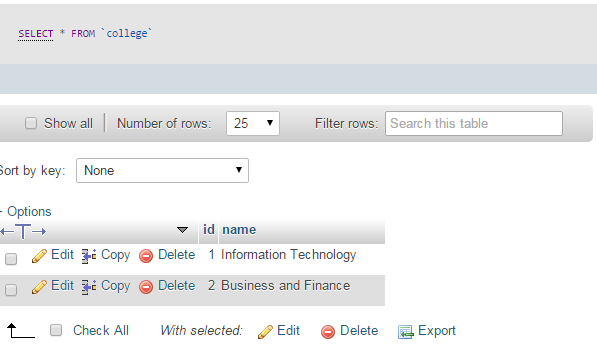 SELECT * FROM `college`
Show all Number of rows: 25 Filter rows: Search this table
Sort by key: None
+ Options
id name
Edit Copy Delete 1 Information Technology
Edit Copy Delete 2 Business and Finance
Check All With selected: Edit Delete Export